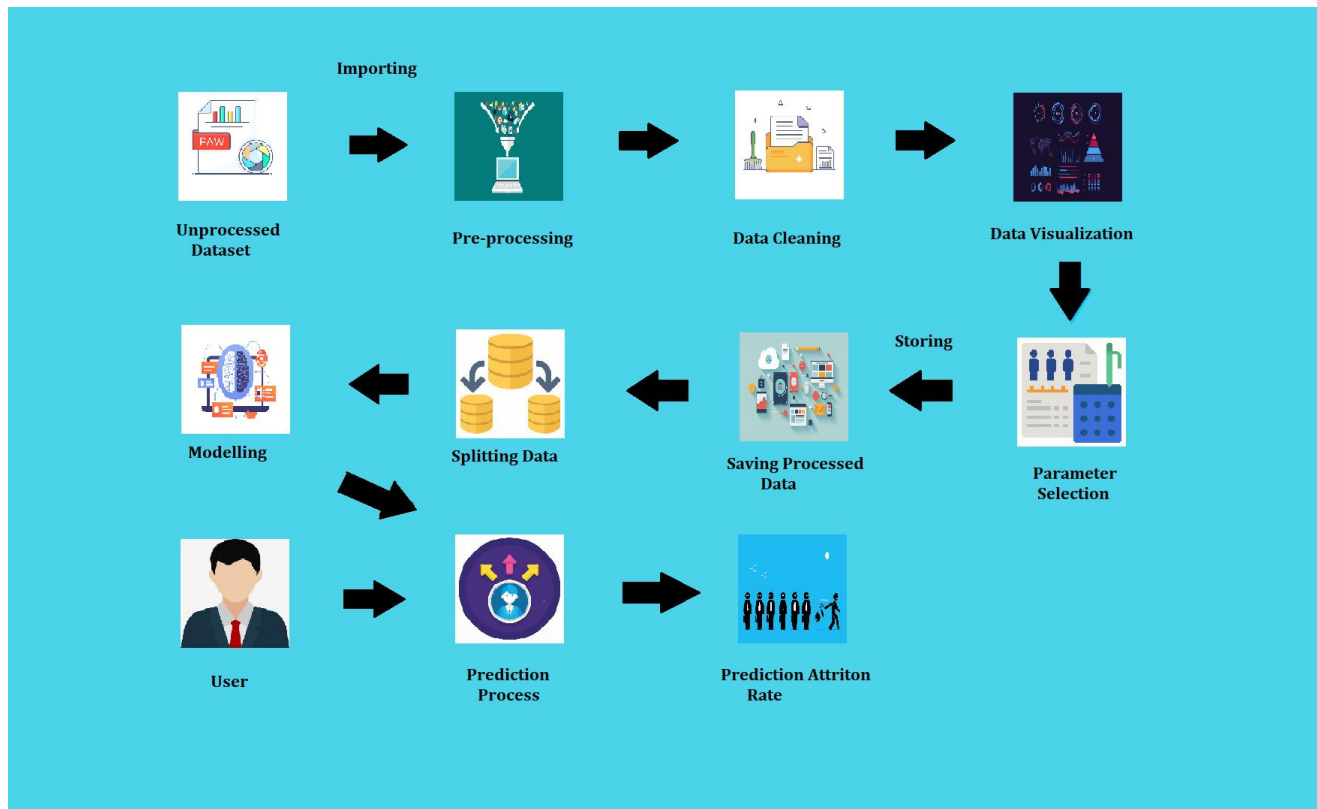 Importing
FAW
Unprocessed
Dataset
Pre-processing
Data Cleaning
Data Visualization
Storing
Modelling
Splitting Data
Saving Processed
Data
Parameter
Selection
User
Prediction
Process
Prediction Attriton
Rate